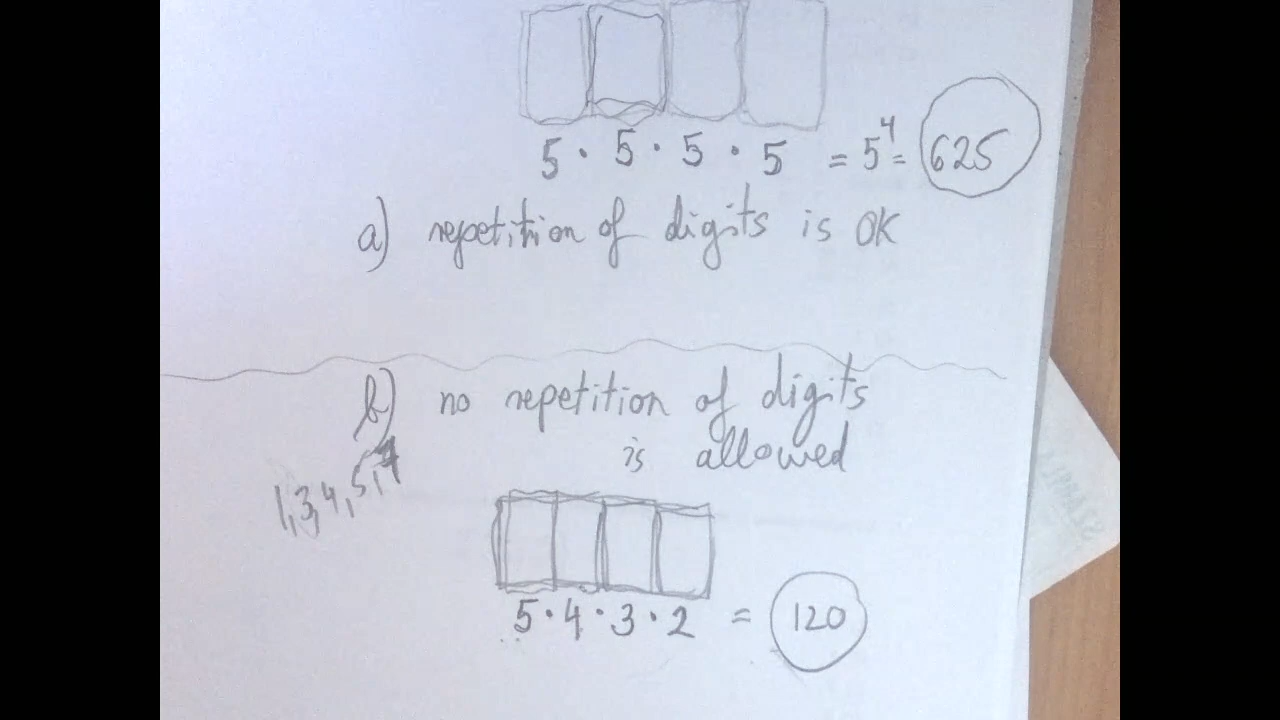 5 · 5 · 5 · 5 = 5⁴ = 625
a) repetition of digits is OK
b) no repetition of digits
is allowed
1, 3, 4, 5, 7
5 · 4 · 3 · 2 = 120